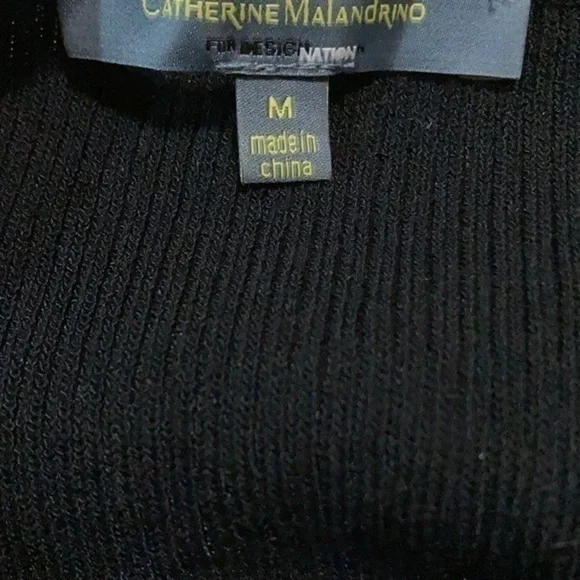 CATHERINE MALANDRINO
FOR DESIGNATION
M
made in
china